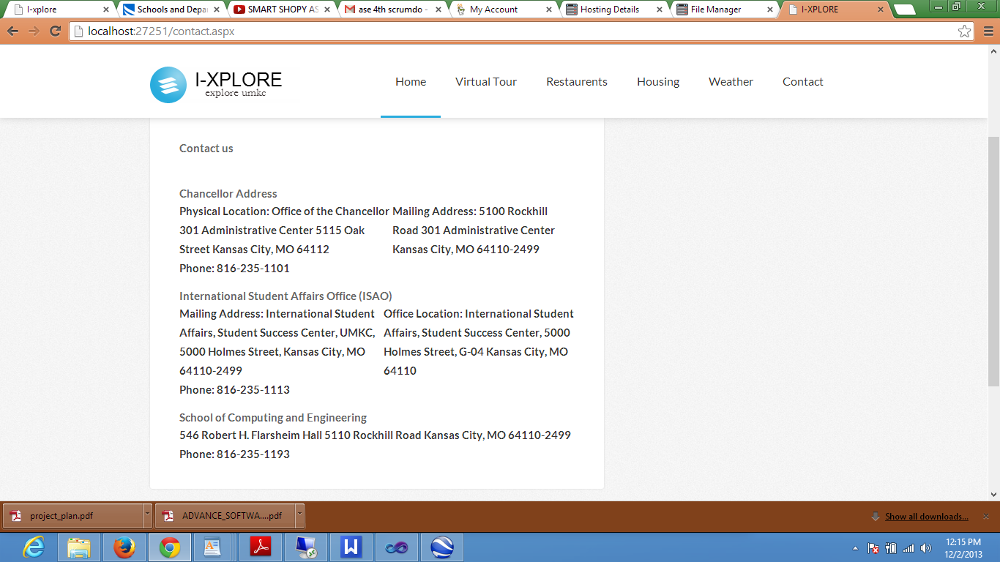 I-xplore
Schools and Depa
SMART SHOPY AS
ase 4th scrumdo -
My Account
Hosting Details
File Manager
I-XPLORE
localhost:27251/contact.aspx
I-XPLORE
explore umkc
Home
Virtual Tour
Restaurents
Housing
Weather
Contact
Contact us
Chancellor Address
Physical Location: Office of the Chancellor
301 Administrative Center 5115 Oak
Street Kansas City, MO 64112
Mailing Address: 5100 Rockhill
Road 301 Administrative Center
Kansas City, MO 64110-2499
Phone: 816-235-1101
International Student Affairs Office (ISAO)
Mailing Address: International Student
Affairs, Student Success Center, UMKC,
5000 Holmes Street, Kansas City, MO
64110-2499
Office Location: International Student
Affairs, Student Success Center, 5000
Holmes Street, G-04 Kansas City, MO
64110
Phone: 816-235-1113
School of Computing and Engineering
546 Robert H. Flarsheim Hall 5110 Rockhill Road Kansas City, MO 64110-2499
Phone: 816-235-1193
project_plan.pdf
ADVANCE_SOFTWA....pdf
Show all downloads...
12:15 PM
12/2/2013